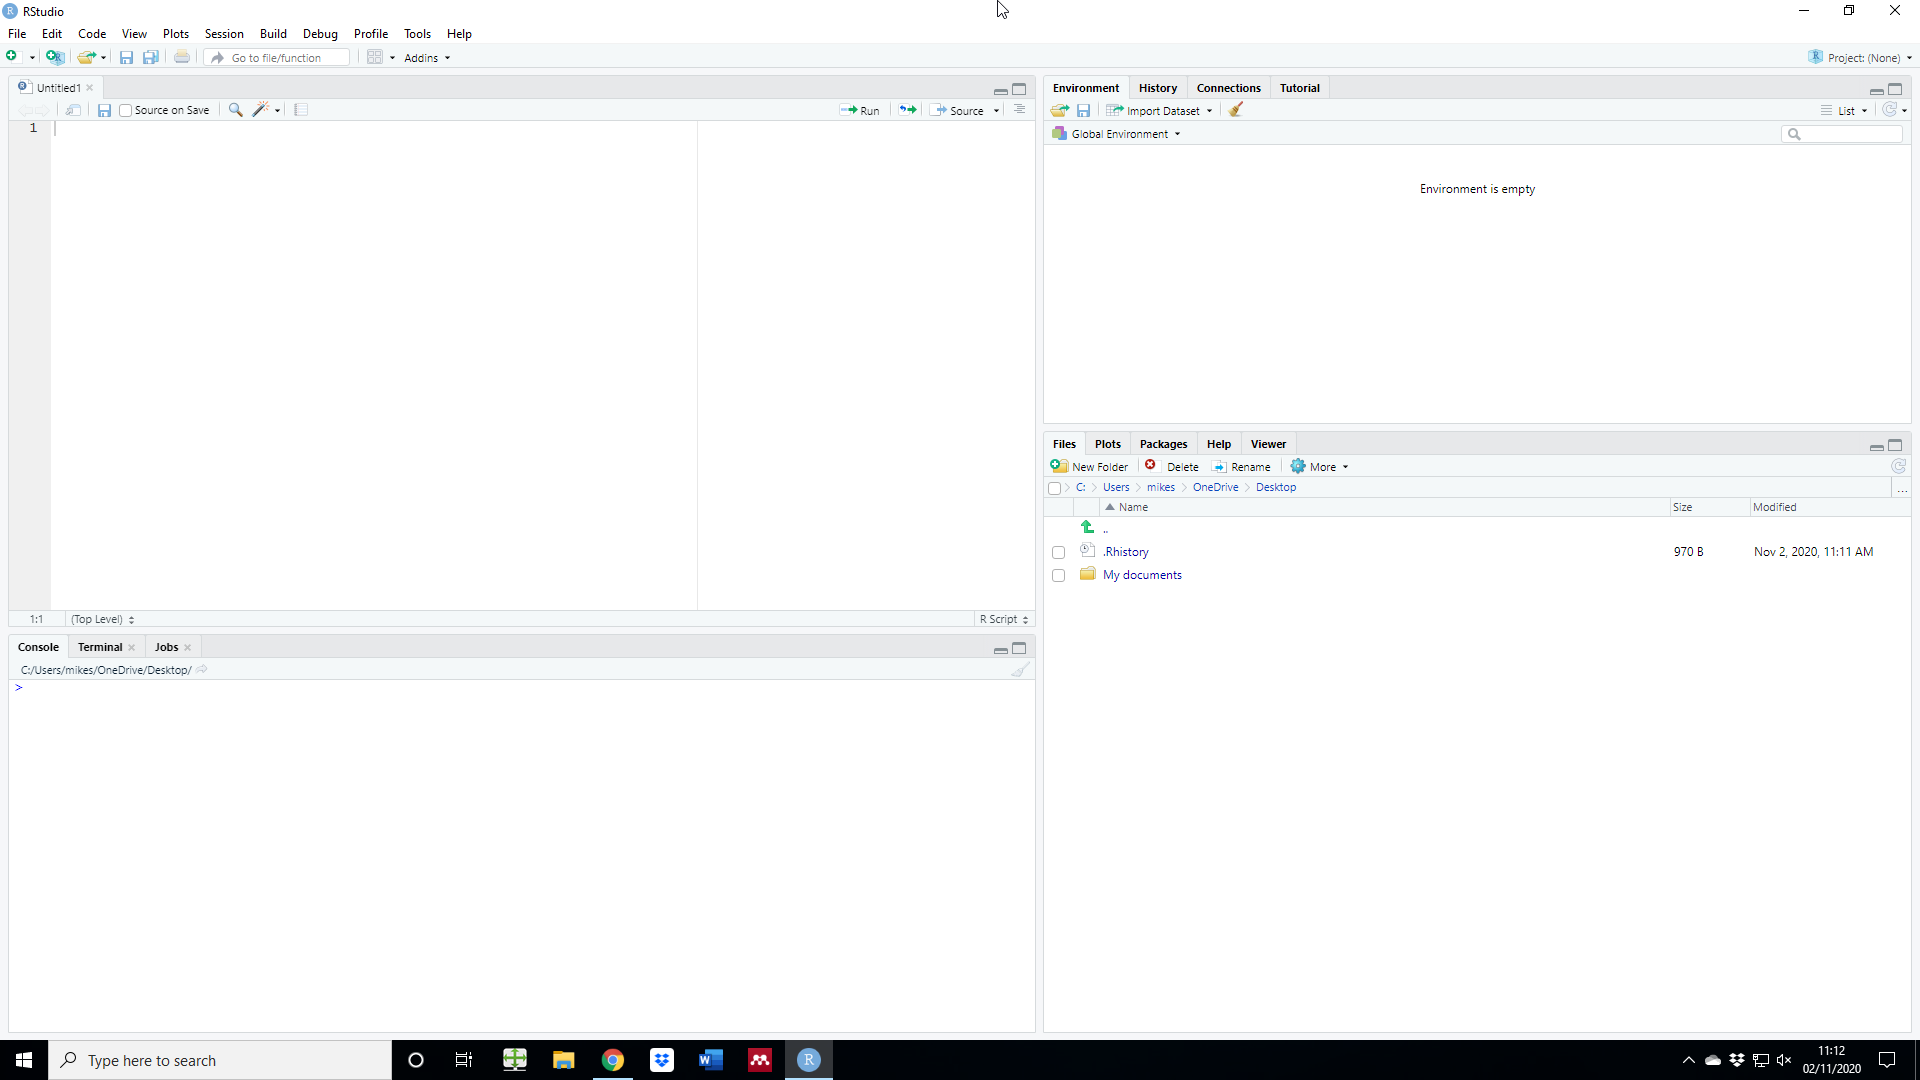 RStudio
File Edit Code View Plots Session Build Debug Profile Tools Help
Go to file/function Addins Project: (None)
Untitled1
Source on Save Run Source
1
1:1 (Top Level) R Script
Console Terminal Jobs
C:/Users/mikes/OneDrive/Desktop/
>
Environment History Connections Tutorial
Import Dataset List
Global Environment
Environment is empty
Files Plots Packages Help Viewer
New Folder Delete Rename More
C: Users mikes OneDrive Desktop ...
Name Size Modified
..
.Rhistory 970 B Nov 2, 2020, 11:11 AM
My documents
Type here to search
11:12
02/11/2020